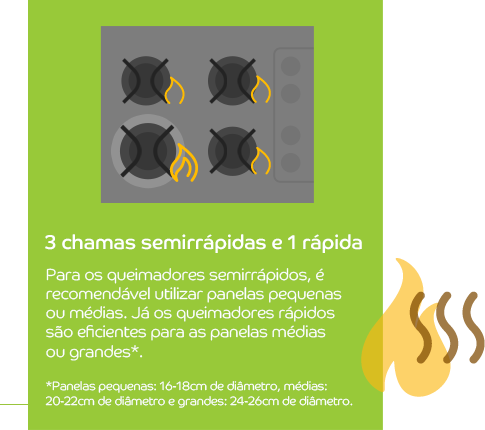 3 chamas semirrápidas e 1 rápida
Para os queimadores semirrápidos, é
recomendável utilizar panelas pequenas
ou médias. Já os queimadores rápidos
são eficientes para as panelas médias
ou grandes*.
*Panelas pequenas: 16-18cm de diâmetro, médias:
20-22cm de diâmetro e grandes: 24-26cm de diâmetro.